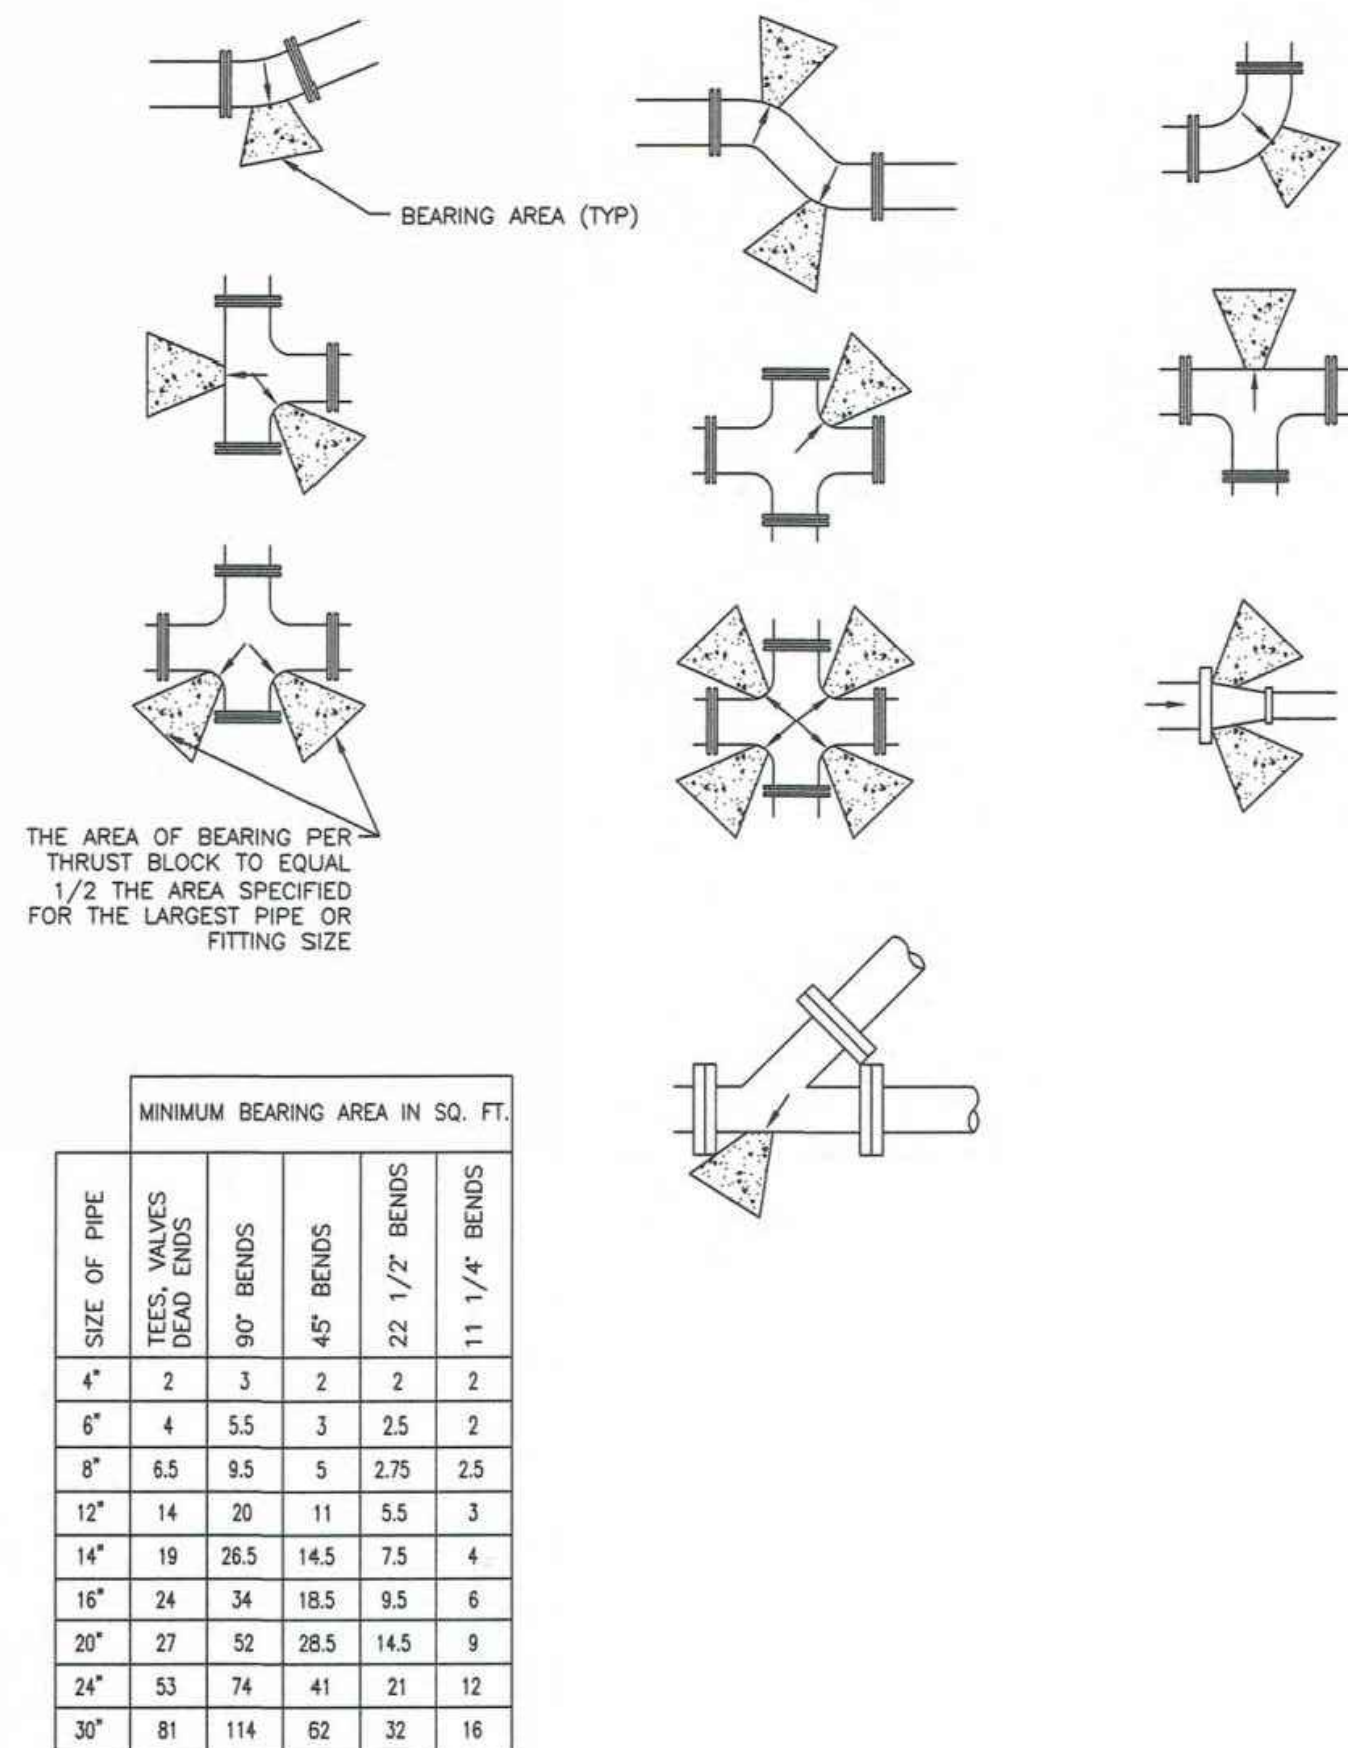 BEARING AREA (TYP)
THE AREA OF BEARING PER
THRUST BLOCK TO EQUAL
1/2 THE AREA SPECIFIED
FOR THE LARGEST PIPE OR
FITTING SIZE
MINIMUM BEARING AREA IN SQ. FT.
SIZE OF PIPE
TEES, VALVES
DEAD ENDS
90° BENDS
45° BENDS
22 1/2° BENDS
11 1/4° BENDS
4" 2 3 2 2 2
6" 4 5.5 3 2.5 2
8" 6.5 9.5 5 2.75 2.5
12" 14 20 11 5.5 3
14" 19 26.5 14.5 7.5 4
16" 24 34 18.5 9.5 6
20" 27 52 28.5 14.5 9
24" 53 74 41 21 12
30" 81 114 62 32 16